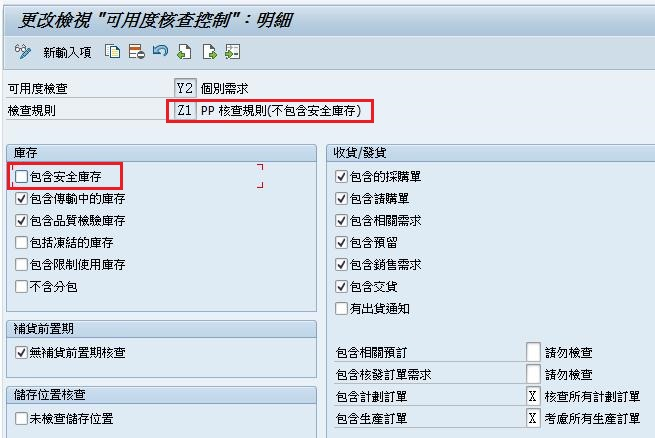 更改檢視 "可用度核查控制"：明細
新輸入項
可用度檢查 Y2 個別需求
檢查規則 Z1 PP 核查規則(不包含安全庫存)
庫存
包含安全庫存
包含傳輸中的庫存
包含品質檢驗庫存
包括凍結的庫存
包含限制使用庫存
不含分包
補貨前置期
無補貨前置期核查
儲存位置核查
未檢查儲存位置
收貨/發貨
包含的採購單
包含請購單
包含相關需求
包含預留
包含銷售需求
包含交貨
有出貨通知
包含相關預訂 請勿檢查
包含核發訂單需求 請勿檢查
包含計劃訂單 X 核查所有計劃訂單
包含生產訂單 X 考慮所有生產訂單